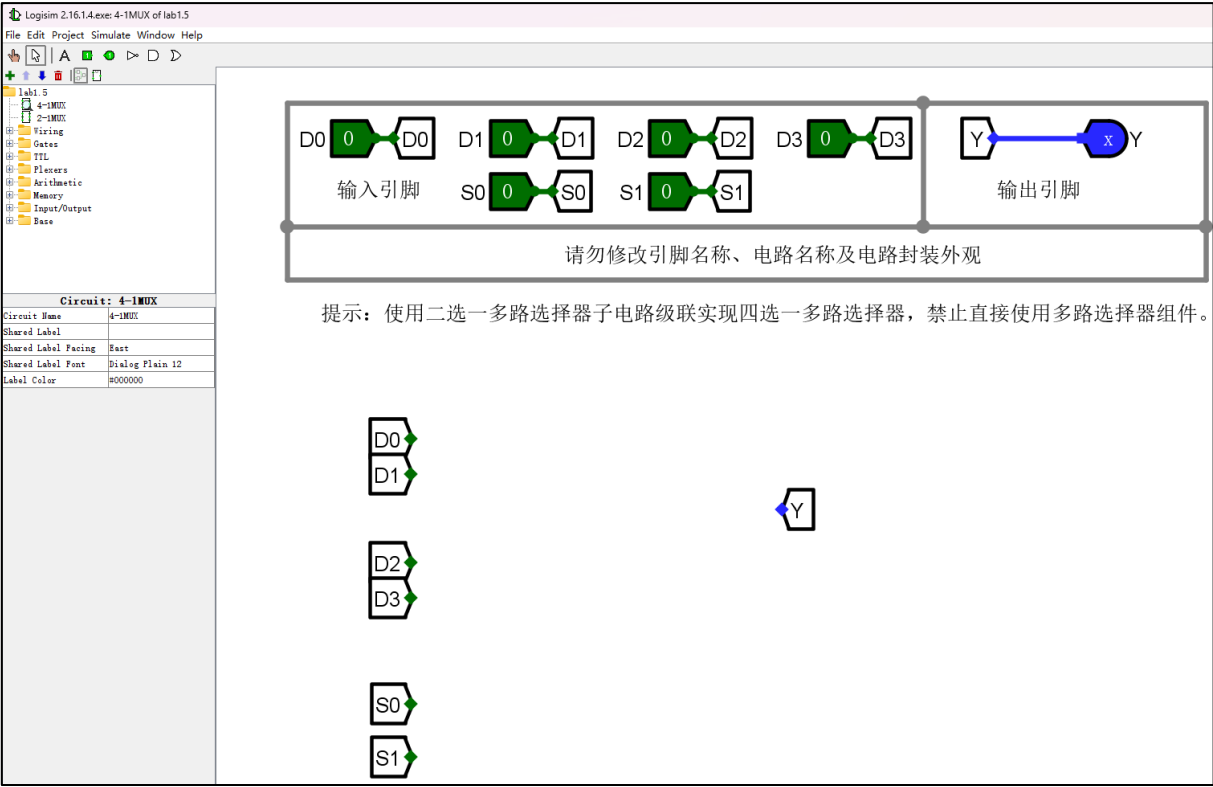 Logisim 2.16.1.4.exe: 4-1MUX of lab1.5
File Edit Project Simulate Window Help
A
lab1.5
4-1MUX
2-1MUX
Wiring
Gates
TTL
Plexers
Arithmetic
Memory
Input/Output
Base
Circuit: 4-1MUX
Circuit Name 4-1MUX
Shared Label
Shared Label Facing East
Shared Label Font Dialog Plain 12
Label Color #000000
D0 0 D0 D1 0 D1 D2 0 D2 D3 0 D3 Y x Y
输入引脚 S0 0 S0 S1 0 S1 输出引脚
请勿修改引脚名称、电路名称及电路封装外观
提示：使用二选一多路选择器子电路级联实现四选一多路选择器，禁止直接使用多路选择器组件。
D0
D1
Y
D2
D3
S0
S1